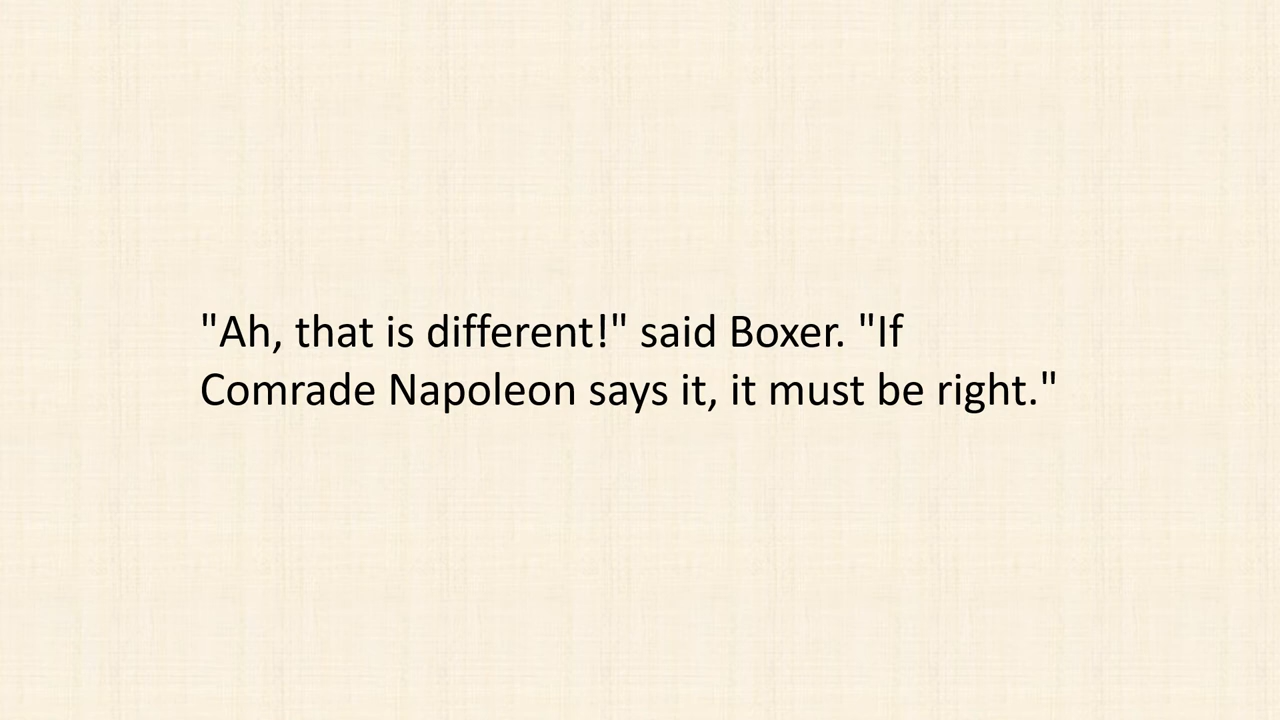 "Ah, that is different!" said Boxer. "If
Comrade Napoleon says it, it must be right."